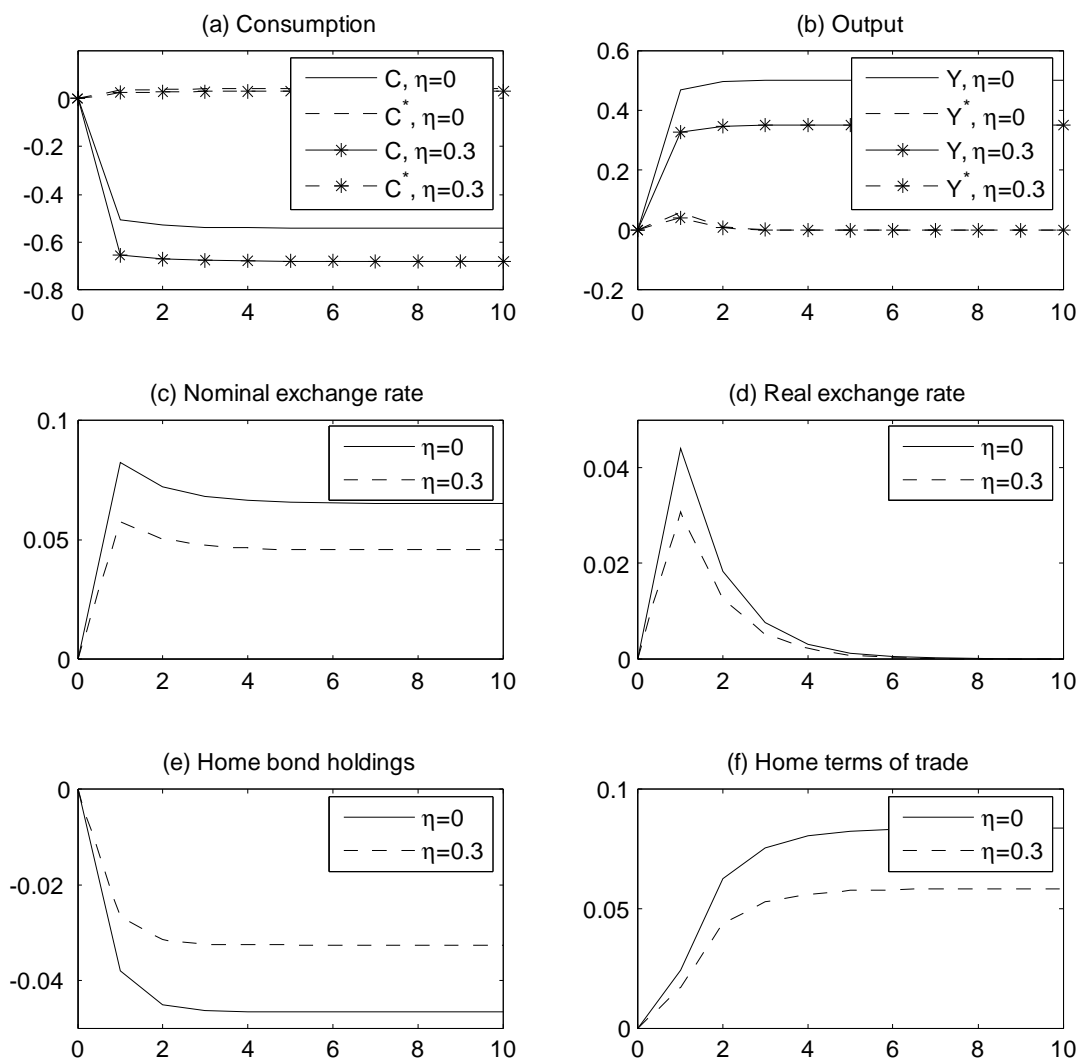 (a) Consumption
0
-0.2
-0.4
-0.6
-0.8
0 2 4 6 8 10
C, η=0
C*, η=0
C, η=0.3
C*, η=0.3
(b) Output
0.6
0.4
0.2
0
-0.2
0 2 4 6 8 10
Y, η=0
Y*, η=0
Y, η=0.3
Y*, η=0.3
(c) Nominal exchange rate
0.1
0.05
0
0 2 4 6 8 10
η=0
η=0.3
(d) Real exchange rate
0.04
0.02
0
0 2 4 6 8 10
η=0
η=0.3
(e) Home bond holdings
0
-0.02
-0.04
0 2 4 6 8 10
η=0
η=0.3
(f) Home terms of trade
0.1
0.05
0
0 2 4 6 8 10
η=0
η=0.3